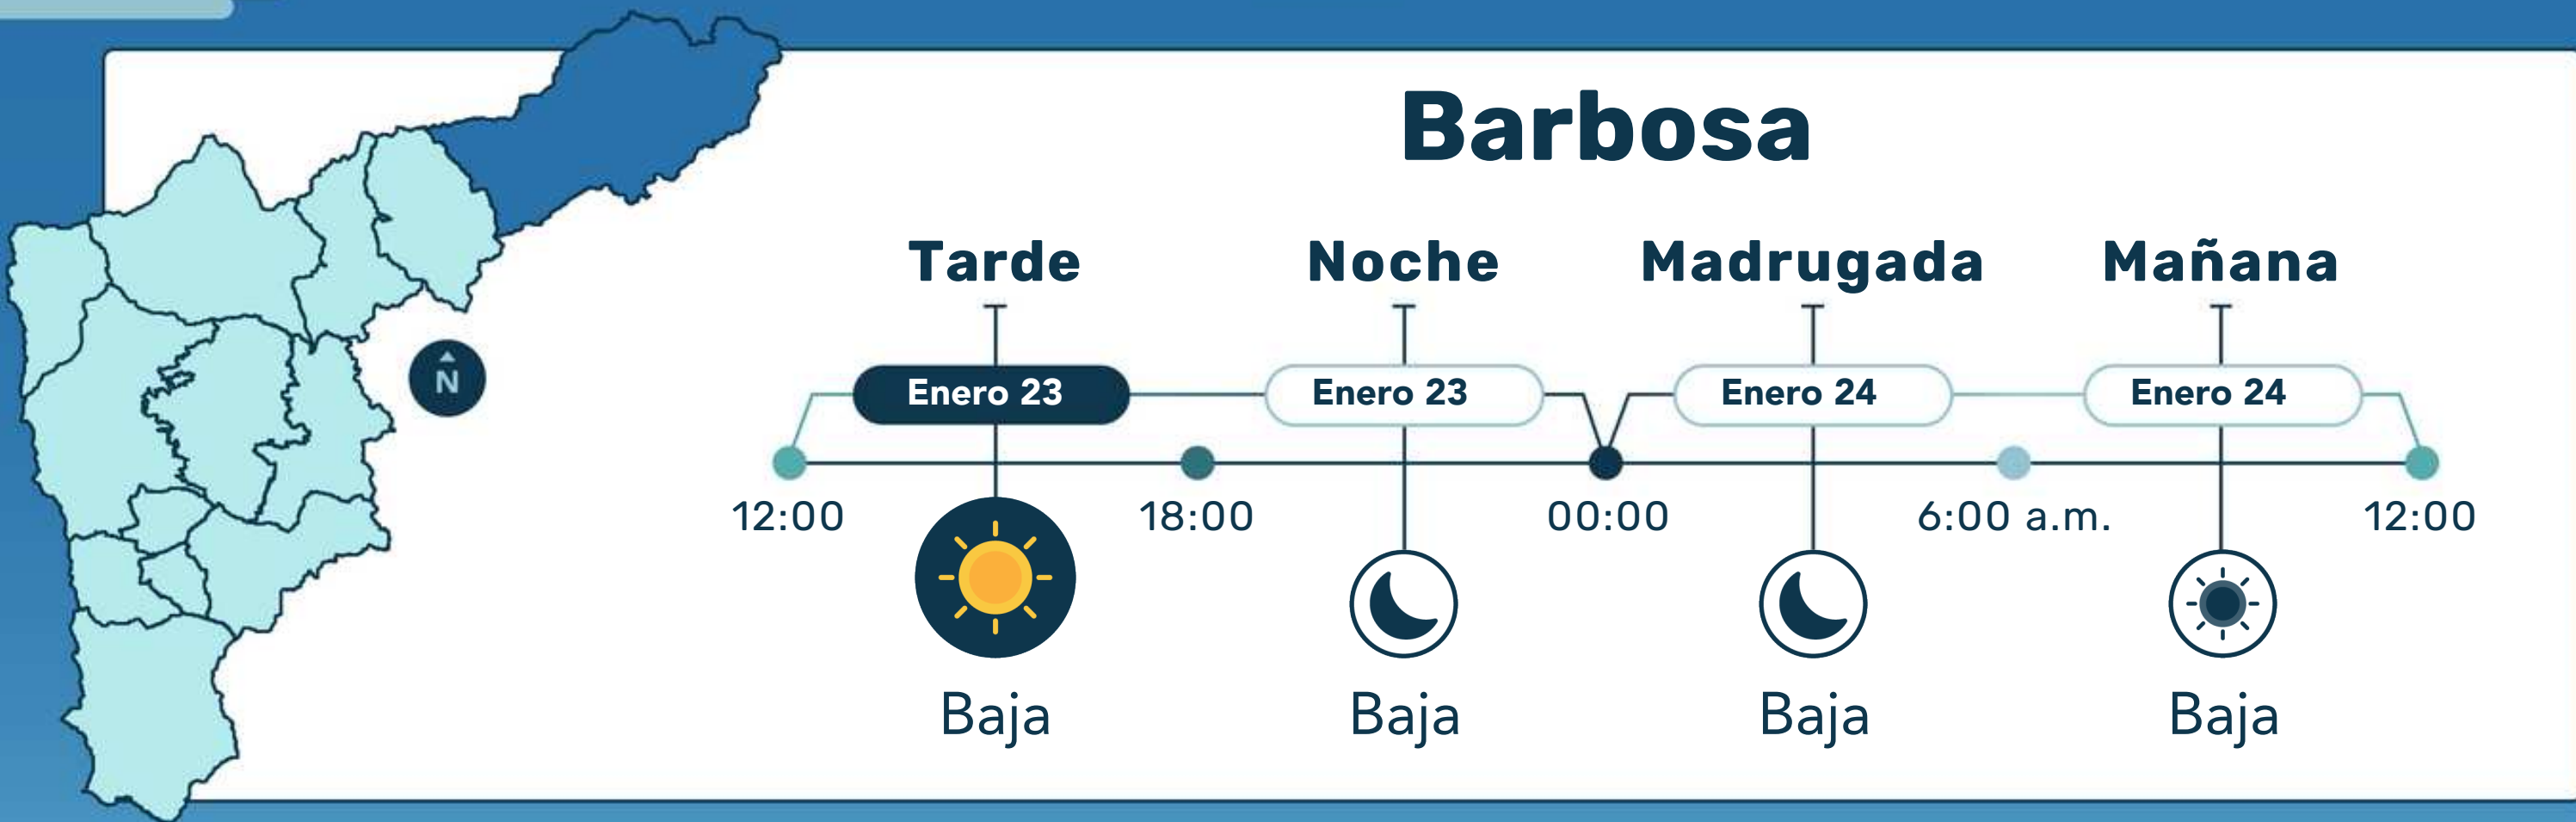 Barbosa
Tarde Noche Madrugada Mañana
Enero 23 Enero 23 Enero 24 Enero 24
N
12:00 18:00 00:00 6:00 a.m. 12:00
Baja Baja Baja Baja